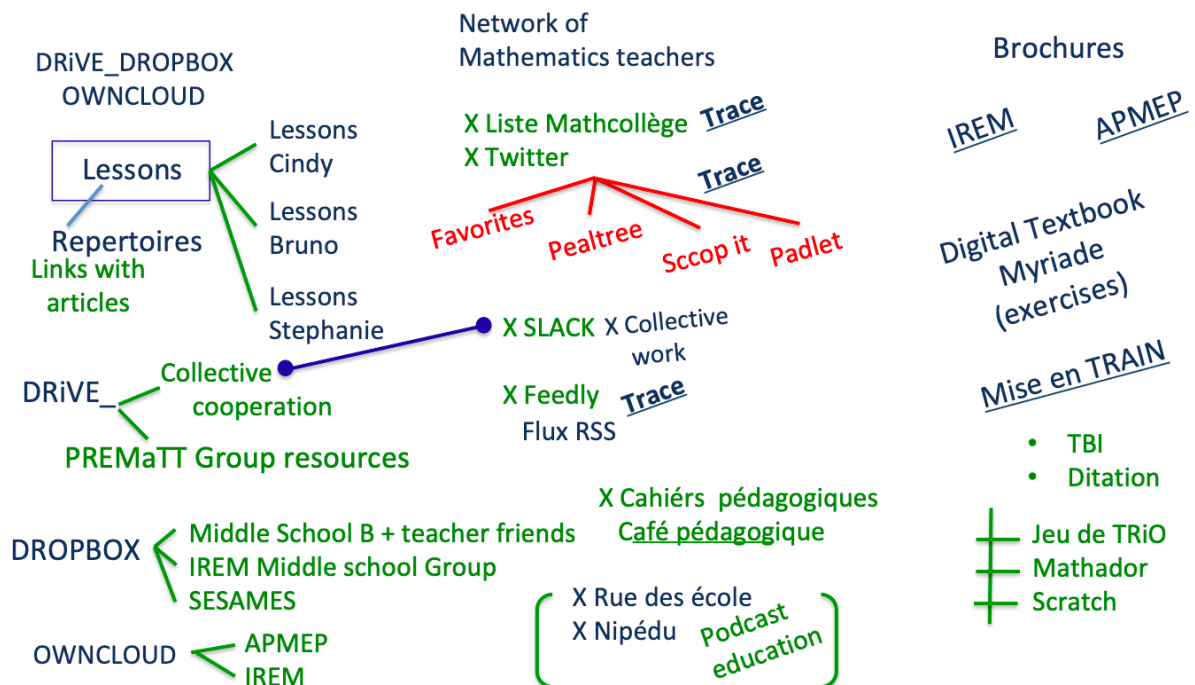 DRiVE_DROPBOX
OWNCLOUD
Lessons
Lessons
Cindy
Lessons
Bruno
Lessons
Stephanie
Repertoires
Links with
articles
DRiVE_
Collective
cooperation
PREMaTT Group resources
DROPBOX
Middle School B + teacher friends
IREM Middle school Group
SESAMES
OWNCLOUD
APMEP
IREM
Network of
Mathematics teachers
X Liste Mathcollège
Trace
X Twitter
Trace
Favorites
Pealtree
Sccop it
Padlet
X SLACK
X Collective
work
X Feedly
Trace
Flux RSS
X Cahiérs pédagogiques
Café pédagogique
X Rue des école
X Nipédu
Podcast
education
Brochures
IREM
APMEP
Digital Textbook
Myriade
(exercises)
Mise en TRAIN
• TBI
• Ditation
Jeu de TRiO
Mathador
Scratch